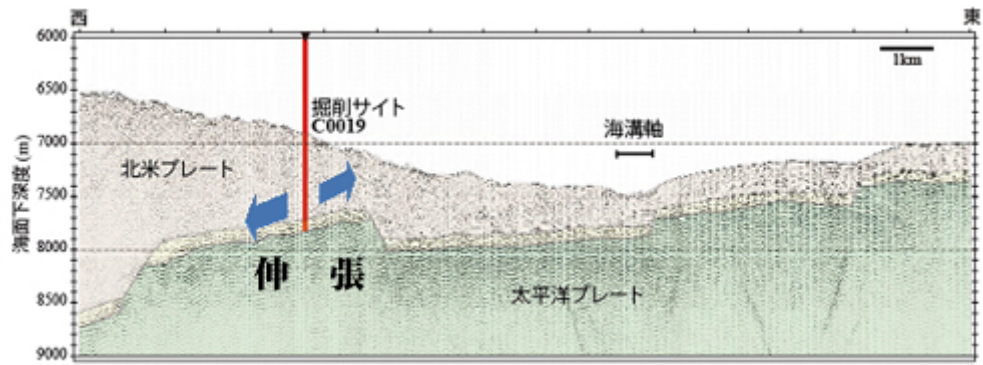 西
東
6000
6500
7000
7500
8000
8500
9000
海面下深度 (m)
1km
掘削サイト
C0019
海溝軸
北米プレート
伸 張
太平洋プレート